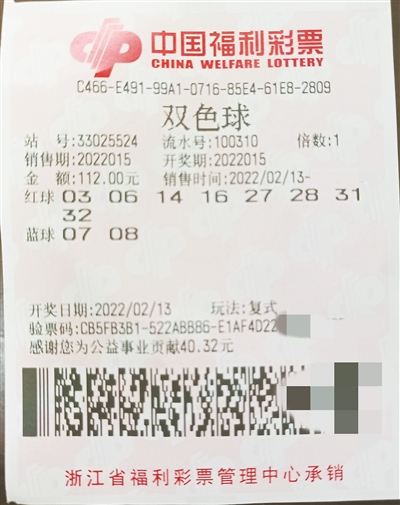 中国福利彩票
CHINA WELFARE LOTTERY
C466-E491-99A1-0716-85E4-61E8-2809
双色球
站 号:33025524 流水号:100310 倍数:1
销售期:2022015 开奖期:2022015
金 额:112.00元 销售时间:2022/02/13-
红球 03 06 14 16 27 28 31
32
蓝球 07 08
开奖日期:2022/02/13 玩法:复式
验票码:CB5FB3B1-522ABB86-E1AF4D22
感谢您为公益事业贡献40.32元
浙江省福利彩票管理中心承销